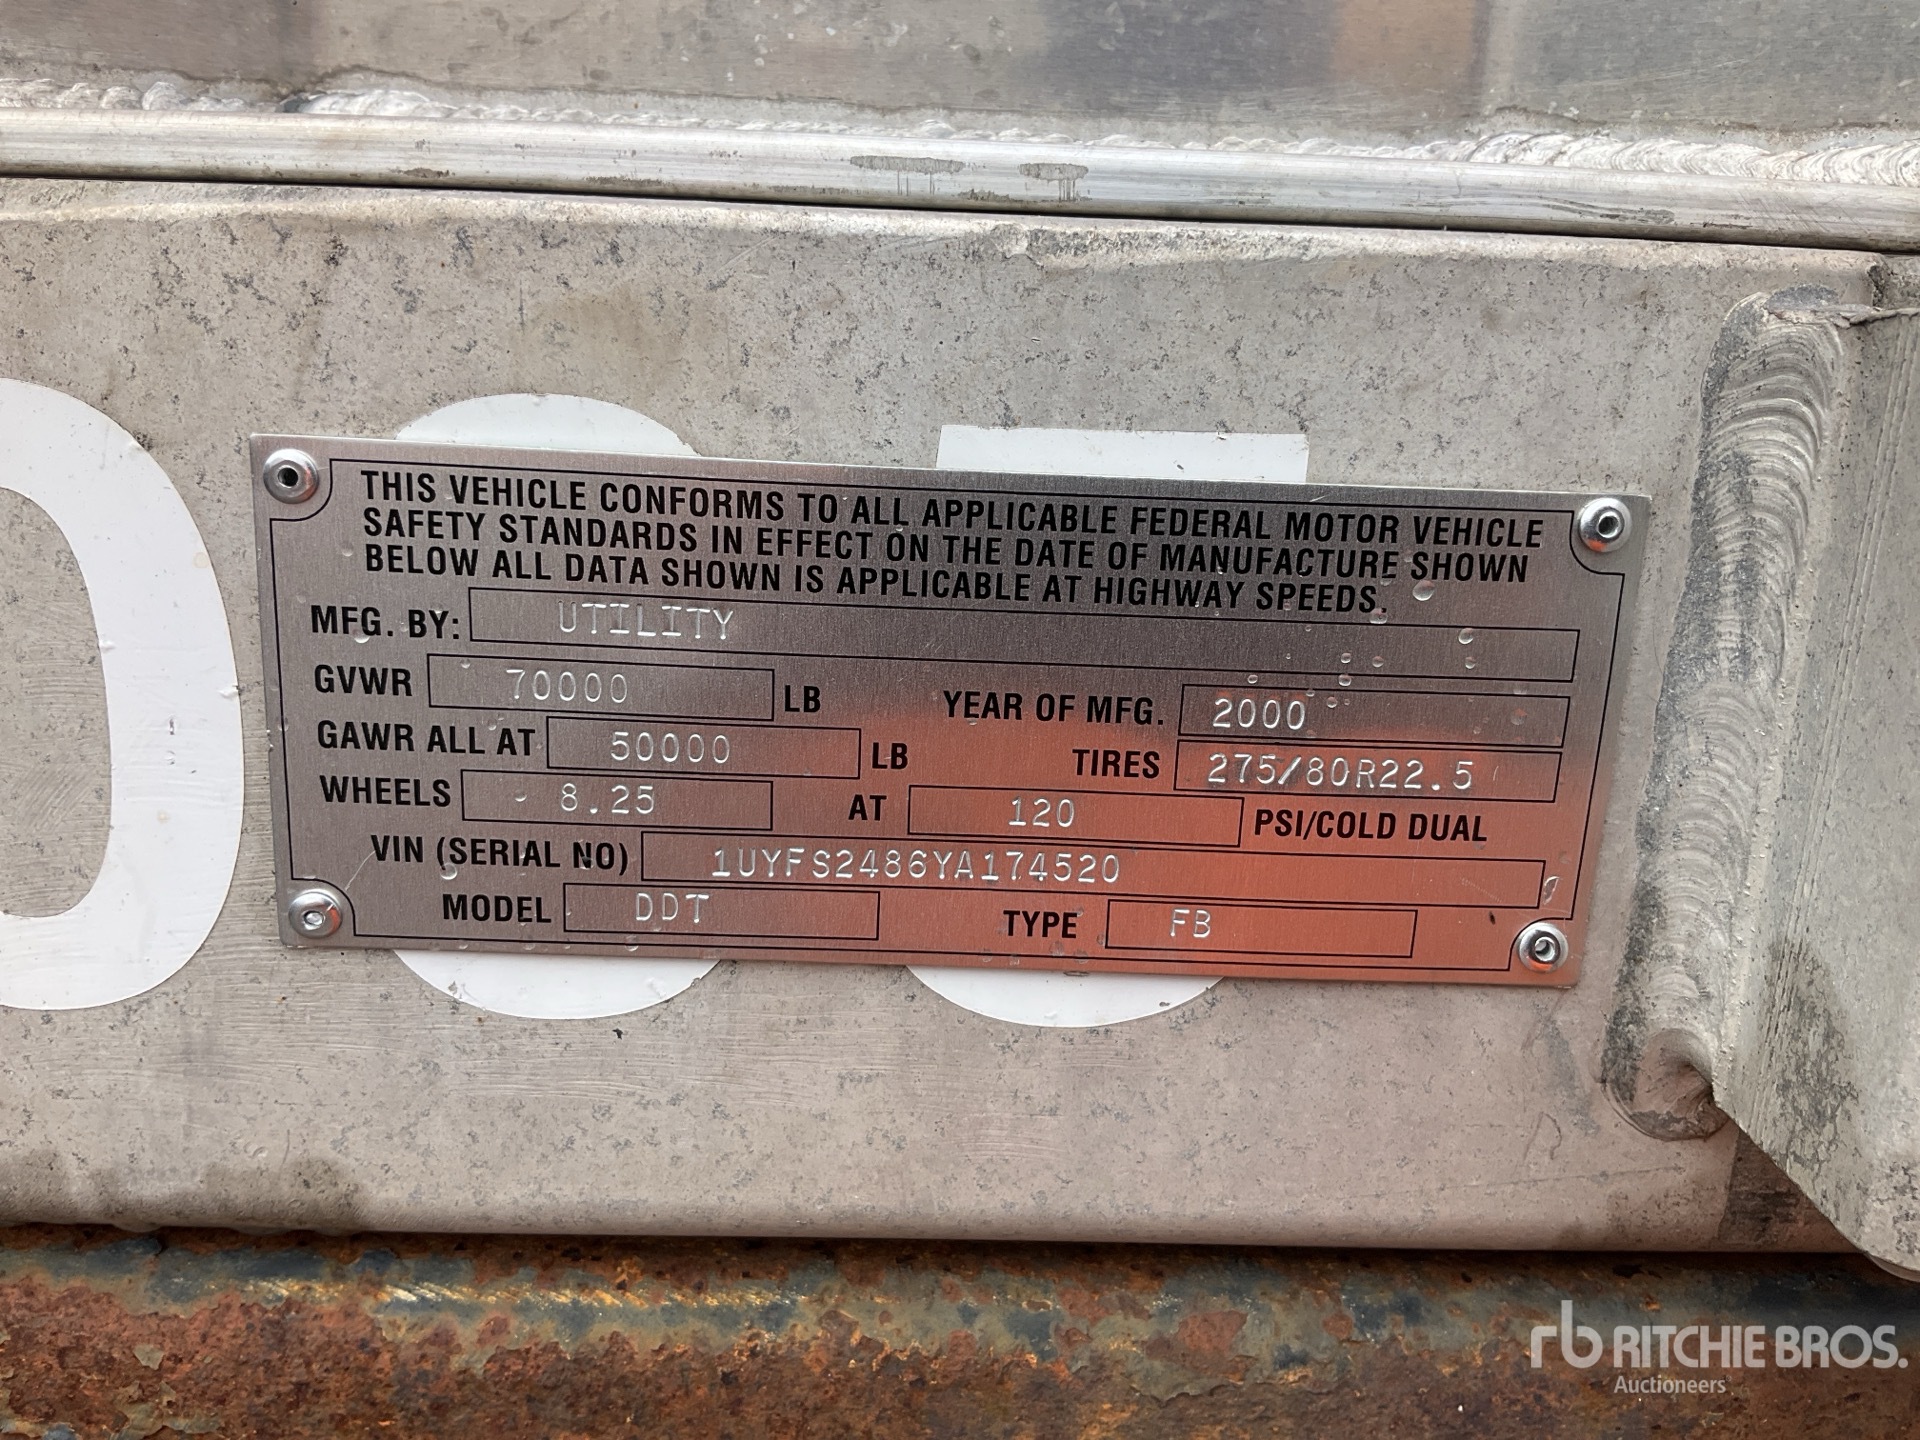 THIS VEHICLE CONFORMS TO ALL APPLICABLE FEDERAL MOTOR VEHICLE
SAFETY STANDARDS IN EFFECT ON THE DATE OF MANUFACTURE SHOWN
BELOW ALL DATA SHOWN IS APPLICABLE AT HIGHWAY SPEEDS.
MFG. BY: UTILITY
GVWR 70000 LB YEAR OF MFG. 2000
GAWR ALL AT 50000 LB TIRES 275/80R22.5
WHEELS 8.25 AT 120 PSI/COLD DUAL
VIN (SERIAL NO) 1UYFS2486YA174520
MODEL DDT TYPE FB
rb RITCHIE BROS.
Auctioneers